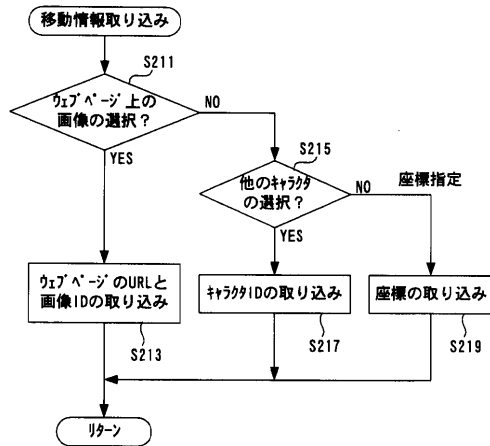 移動情報取り込み
S211
ウェブページ上の
画像の選択？
NO
YES
S215
他のキャラクタ
の選択？
NO
座標指定
YES
ウェブページのURLと
画像IDの取り込み
S213
キャラクタIDの取り込み
S217
座標の取り込み
S219
リターン